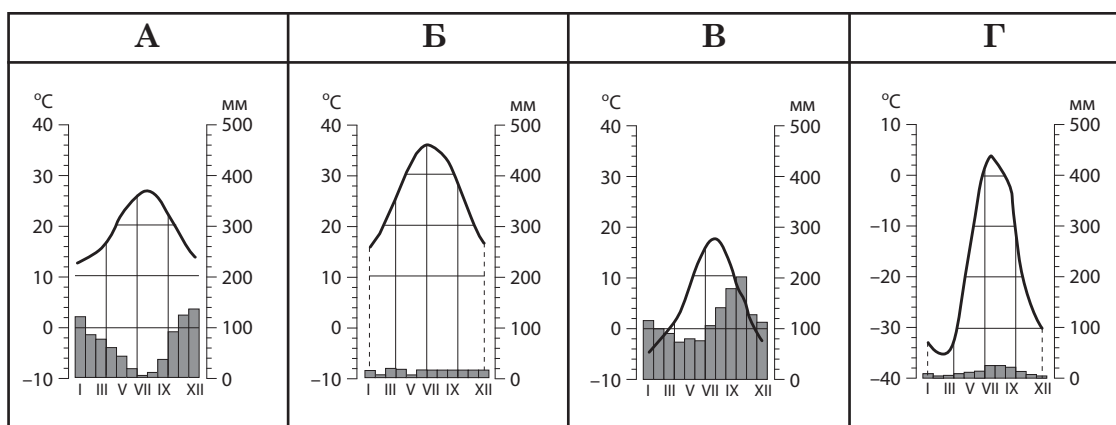 А Б В Г
°C мм °C мм °C мм °C мм
40 500 40 500 40 500 10 500
30 400 30 400 30 400 0 400
20 300 20 300 20 300 –10 300
10 200 10 200 10 200 –20 200
0 100 0 100 0 100 –30 100
–10 0 –10 0 –10 0 –40 0
I III V VII IX XII I III V VII IX XII I III V VII IX XII I III V VII IX XII